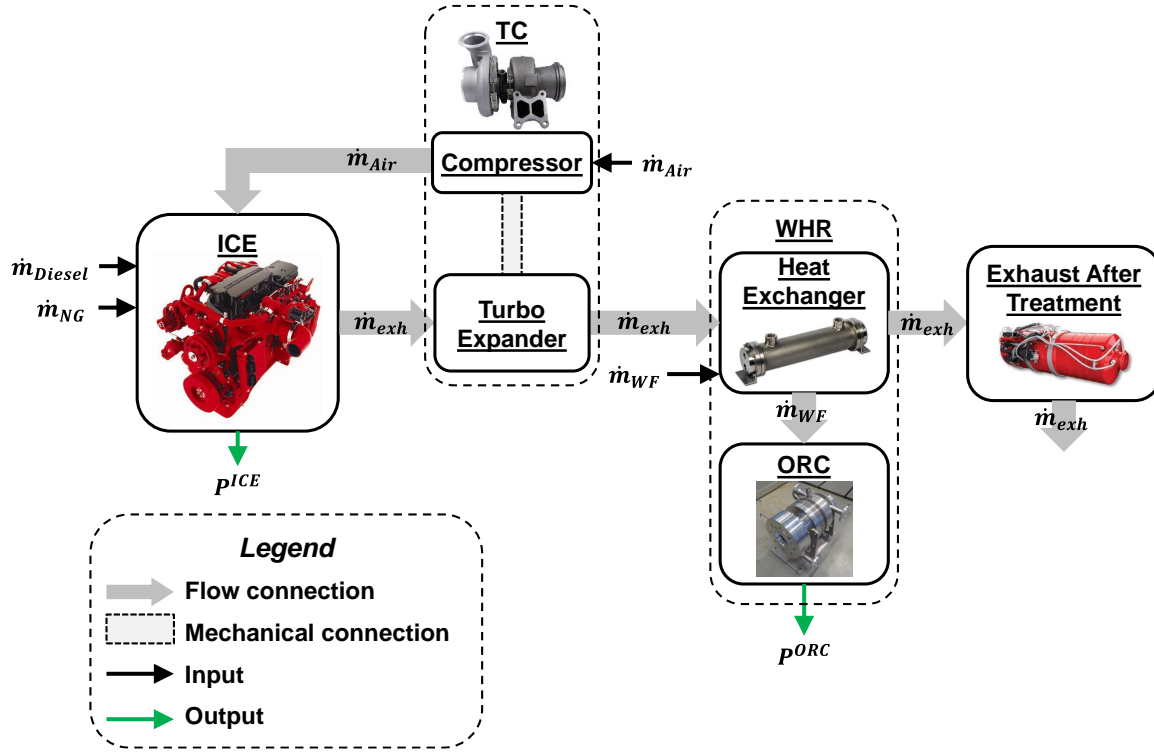 TC
Compressor
ṁ_Air
ṁ_Air
ICE
ṁ_Diesel
ṁ_NG
ṁ_exh
Turbo
Expander
ṁ_exh
WHR
Heat
Exchanger
ṁ_WF
ṁ_exh
Exhaust After
Treatment
ṁ_WF
ṁ_exh
ORC
P^ICE
P^ORC
Legend
Flow connection
Mechanical connection
Input
Output